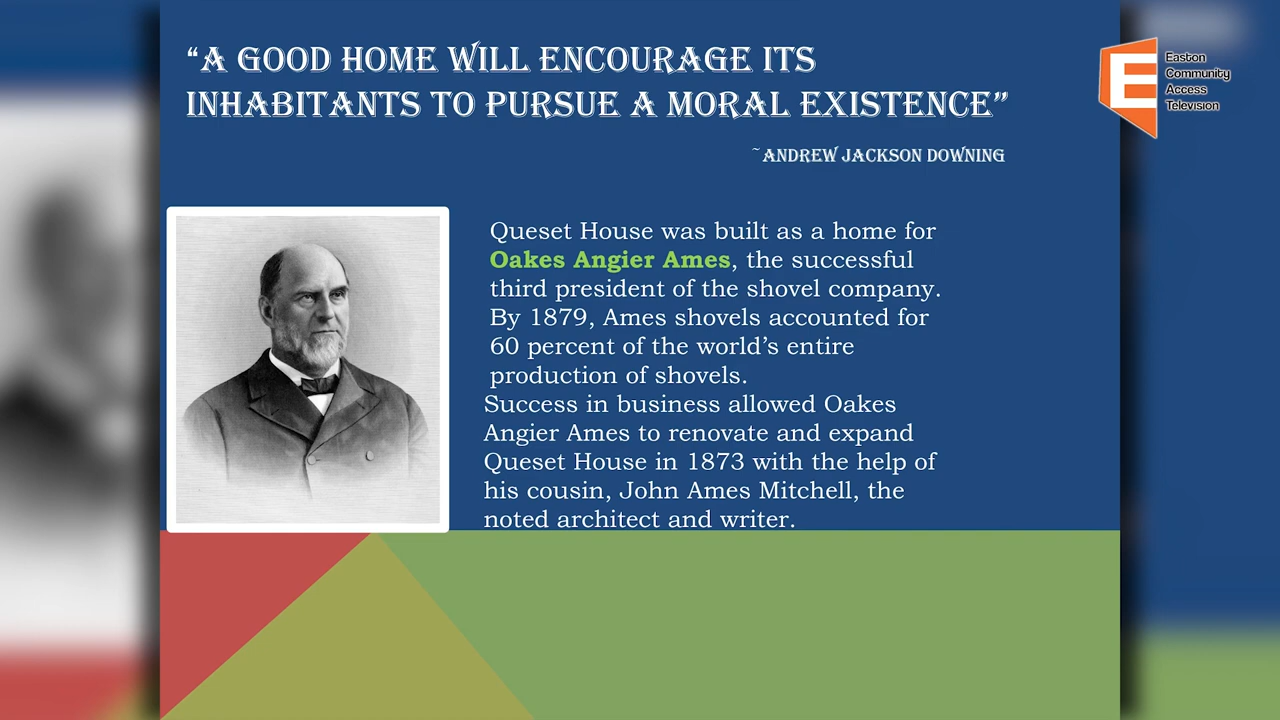 “A GOOD HOME WILL ENCOURAGE ITS
INHABITANTS TO PURSUE A MORAL EXISTENCE”
~ANDREW JACKSON DOWNING
Easton
Community
Access
Television
Queset House was built as a home for
Oakes Angier Ames, the successful
third president of the shovel company.
By 1879, Ames shovels accounted for
60 percent of the world’s entire
production of shovels.
Success in business allowed Oakes
Angier Ames to renovate and expand
Queset House in 1873 with the help of
his cousin, John Ames Mitchell, the
noted architect and writer.